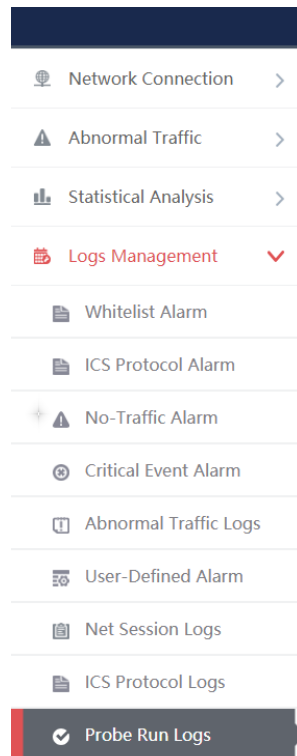 Network Connection
Abnormal Traffic
Statistical Analysis
Logs Management
Whitelist Alarm
ICS Protocol Alarm
No-Traffic Alarm
Critical Event Alarm
Abnormal Traffic Logs
User-Defined Alarm
Net Session Logs
ICS Protocol Logs
Probe Run Logs